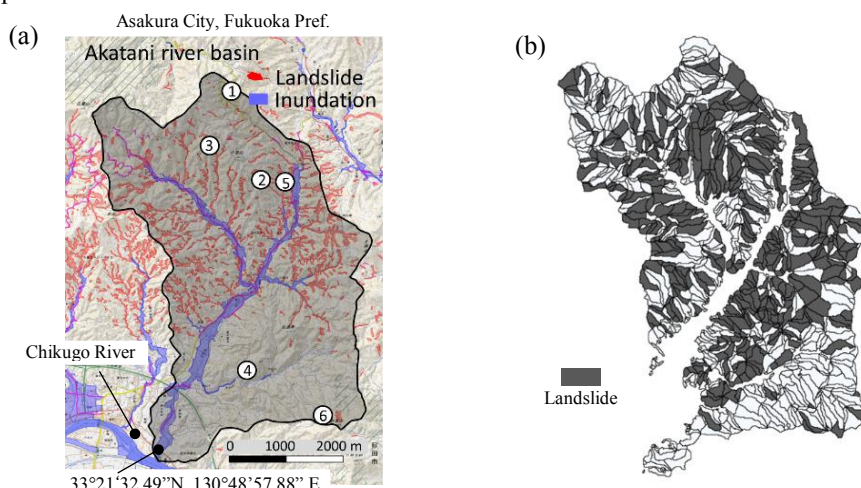 Asakura City, Fukuoka Pref.
(a)
Akatani river basin
Landslide
Inundation
1
3
2
5
Chikugo River
4
6
0 1000 2000 m
33°21‘32.49”N, 130°48’57.88” E
(b)
Landslide